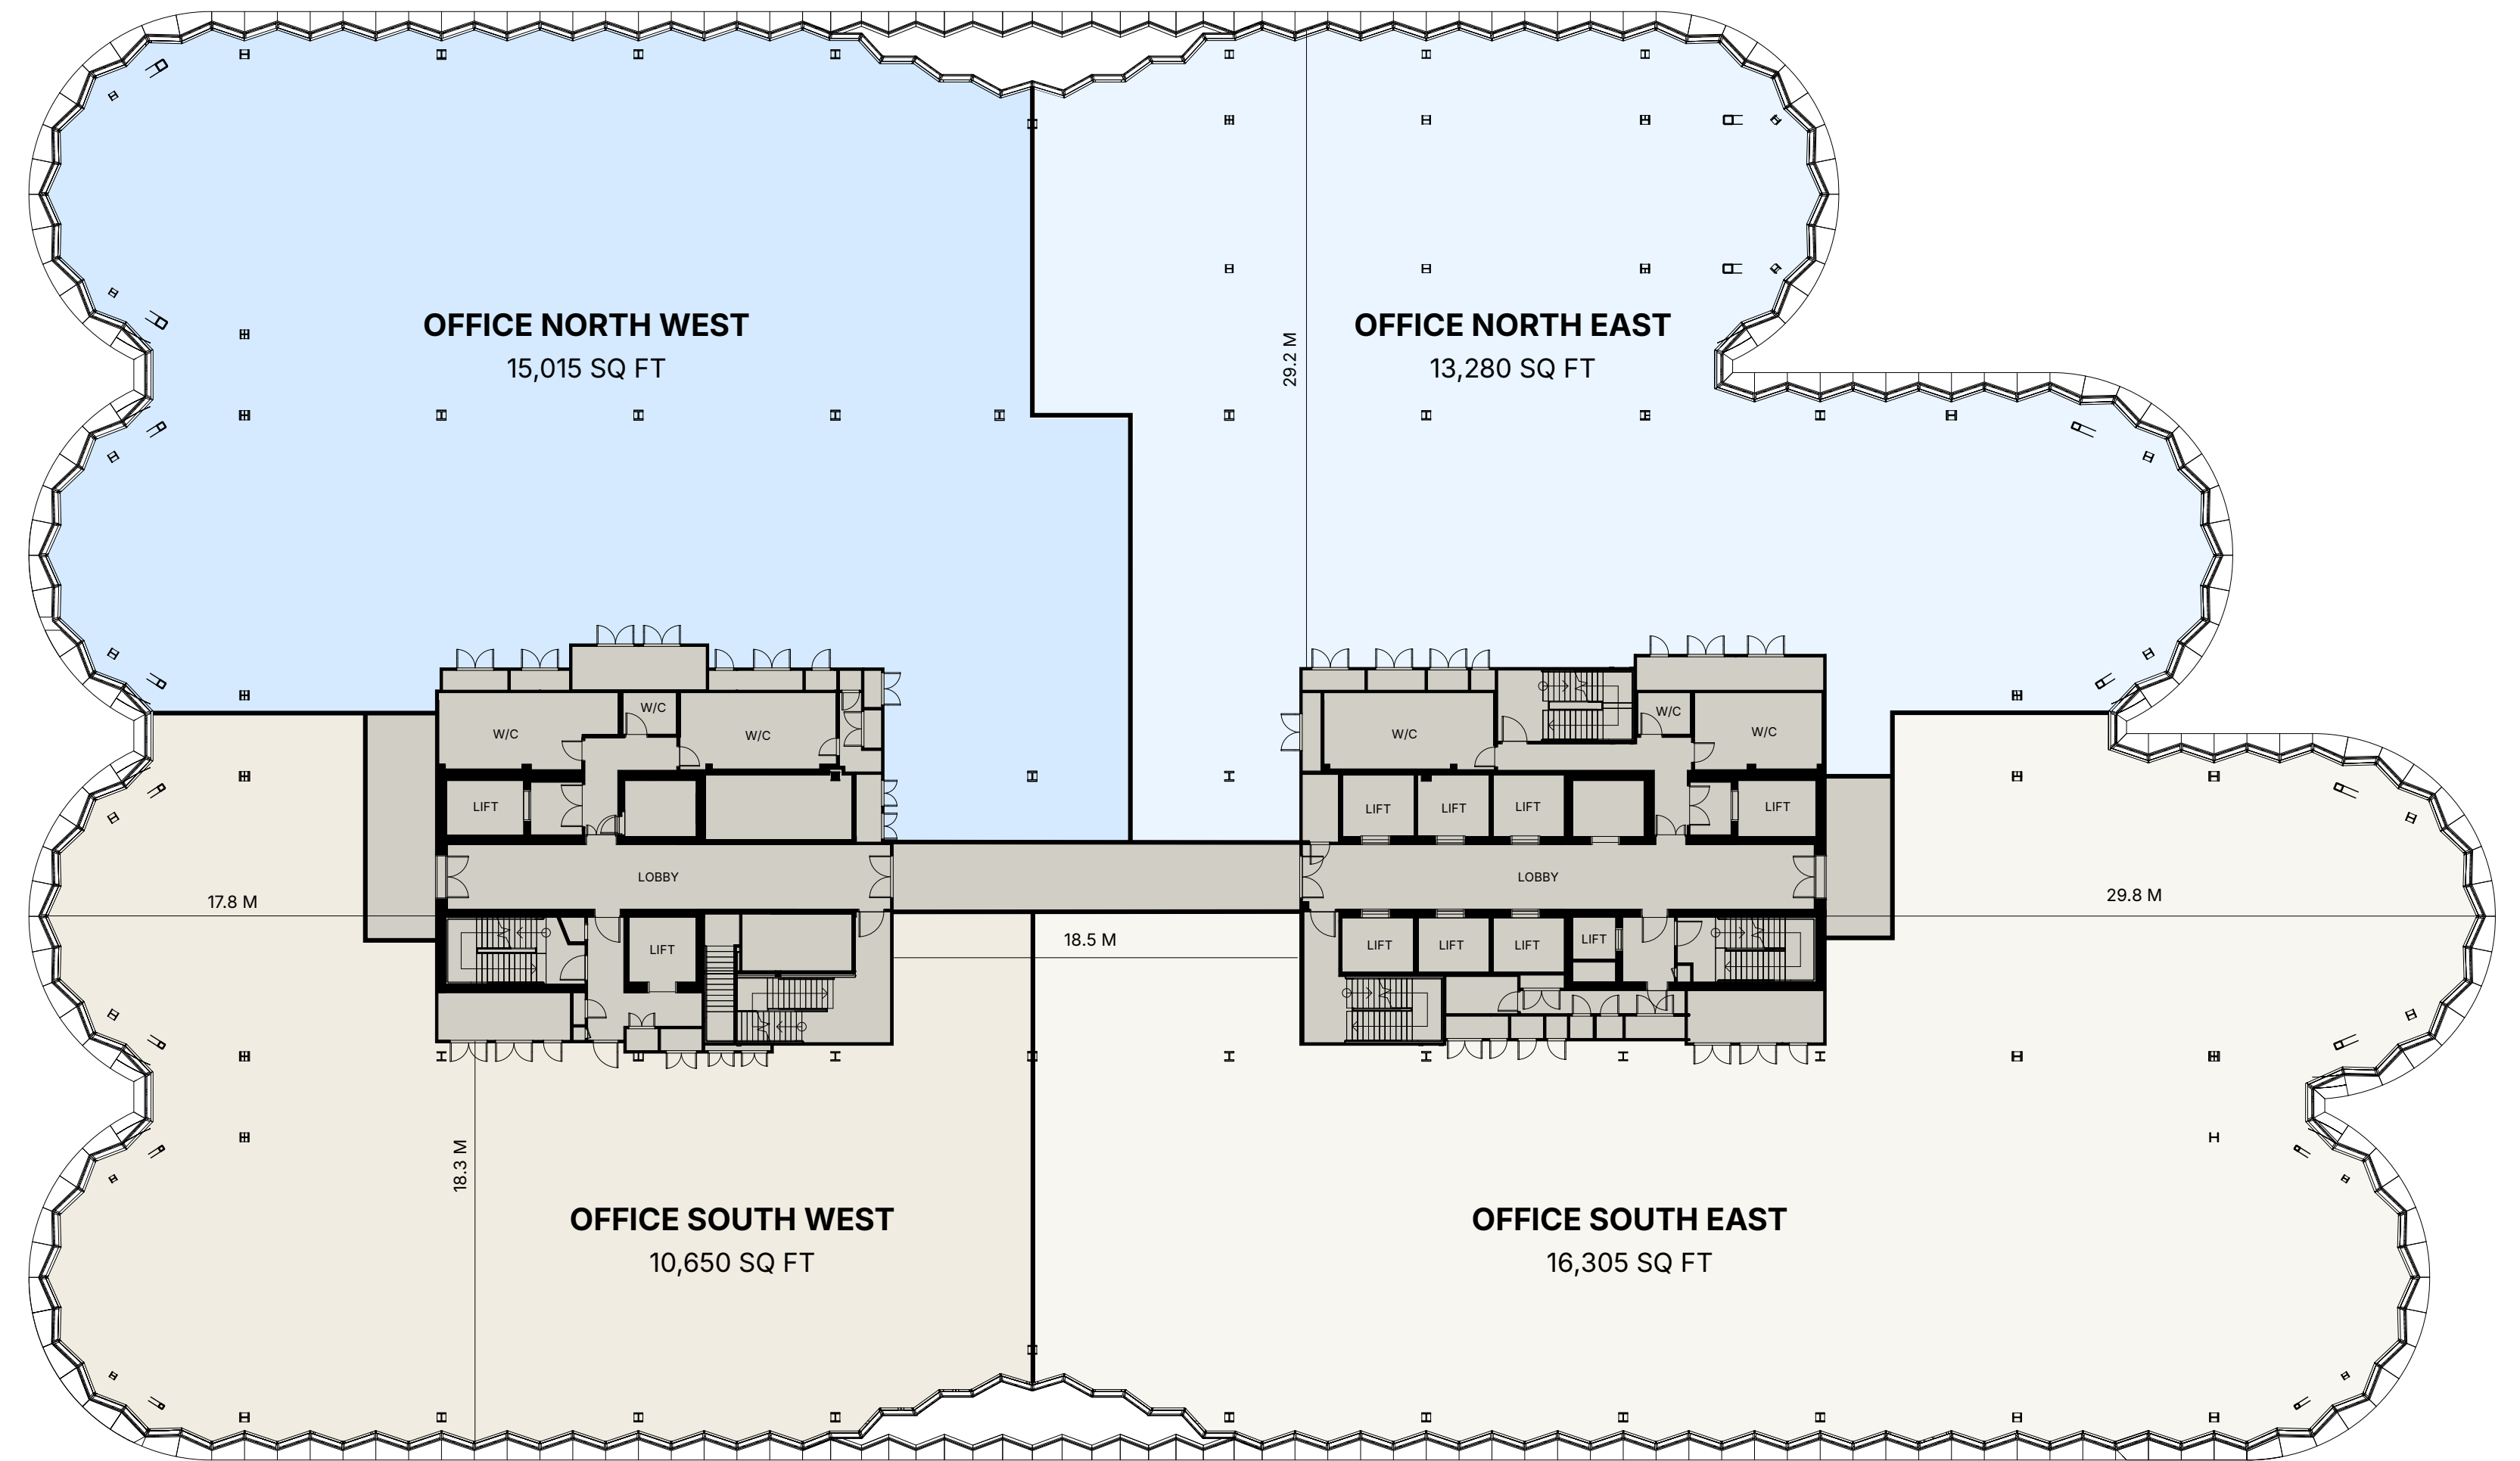 OFFICE NORTH WEST
15,015 SQ FT
OFFICE NORTH EAST
13,280 SQ FT
29.2 M
W/C
W/C
W/C
W/C
W/C
W/C
LIFT
LIFT
LIFT
LIFT
LIFT
LOBBY
LOBBY
17.8 M
29.8 M
18.5 M
LIFT
LIFT
LIFT
LIFT
LIFT
18.3 M
OFFICE SOUTH WEST
10,650 SQ FT
OFFICE SOUTH EAST
16,305 SQ FT